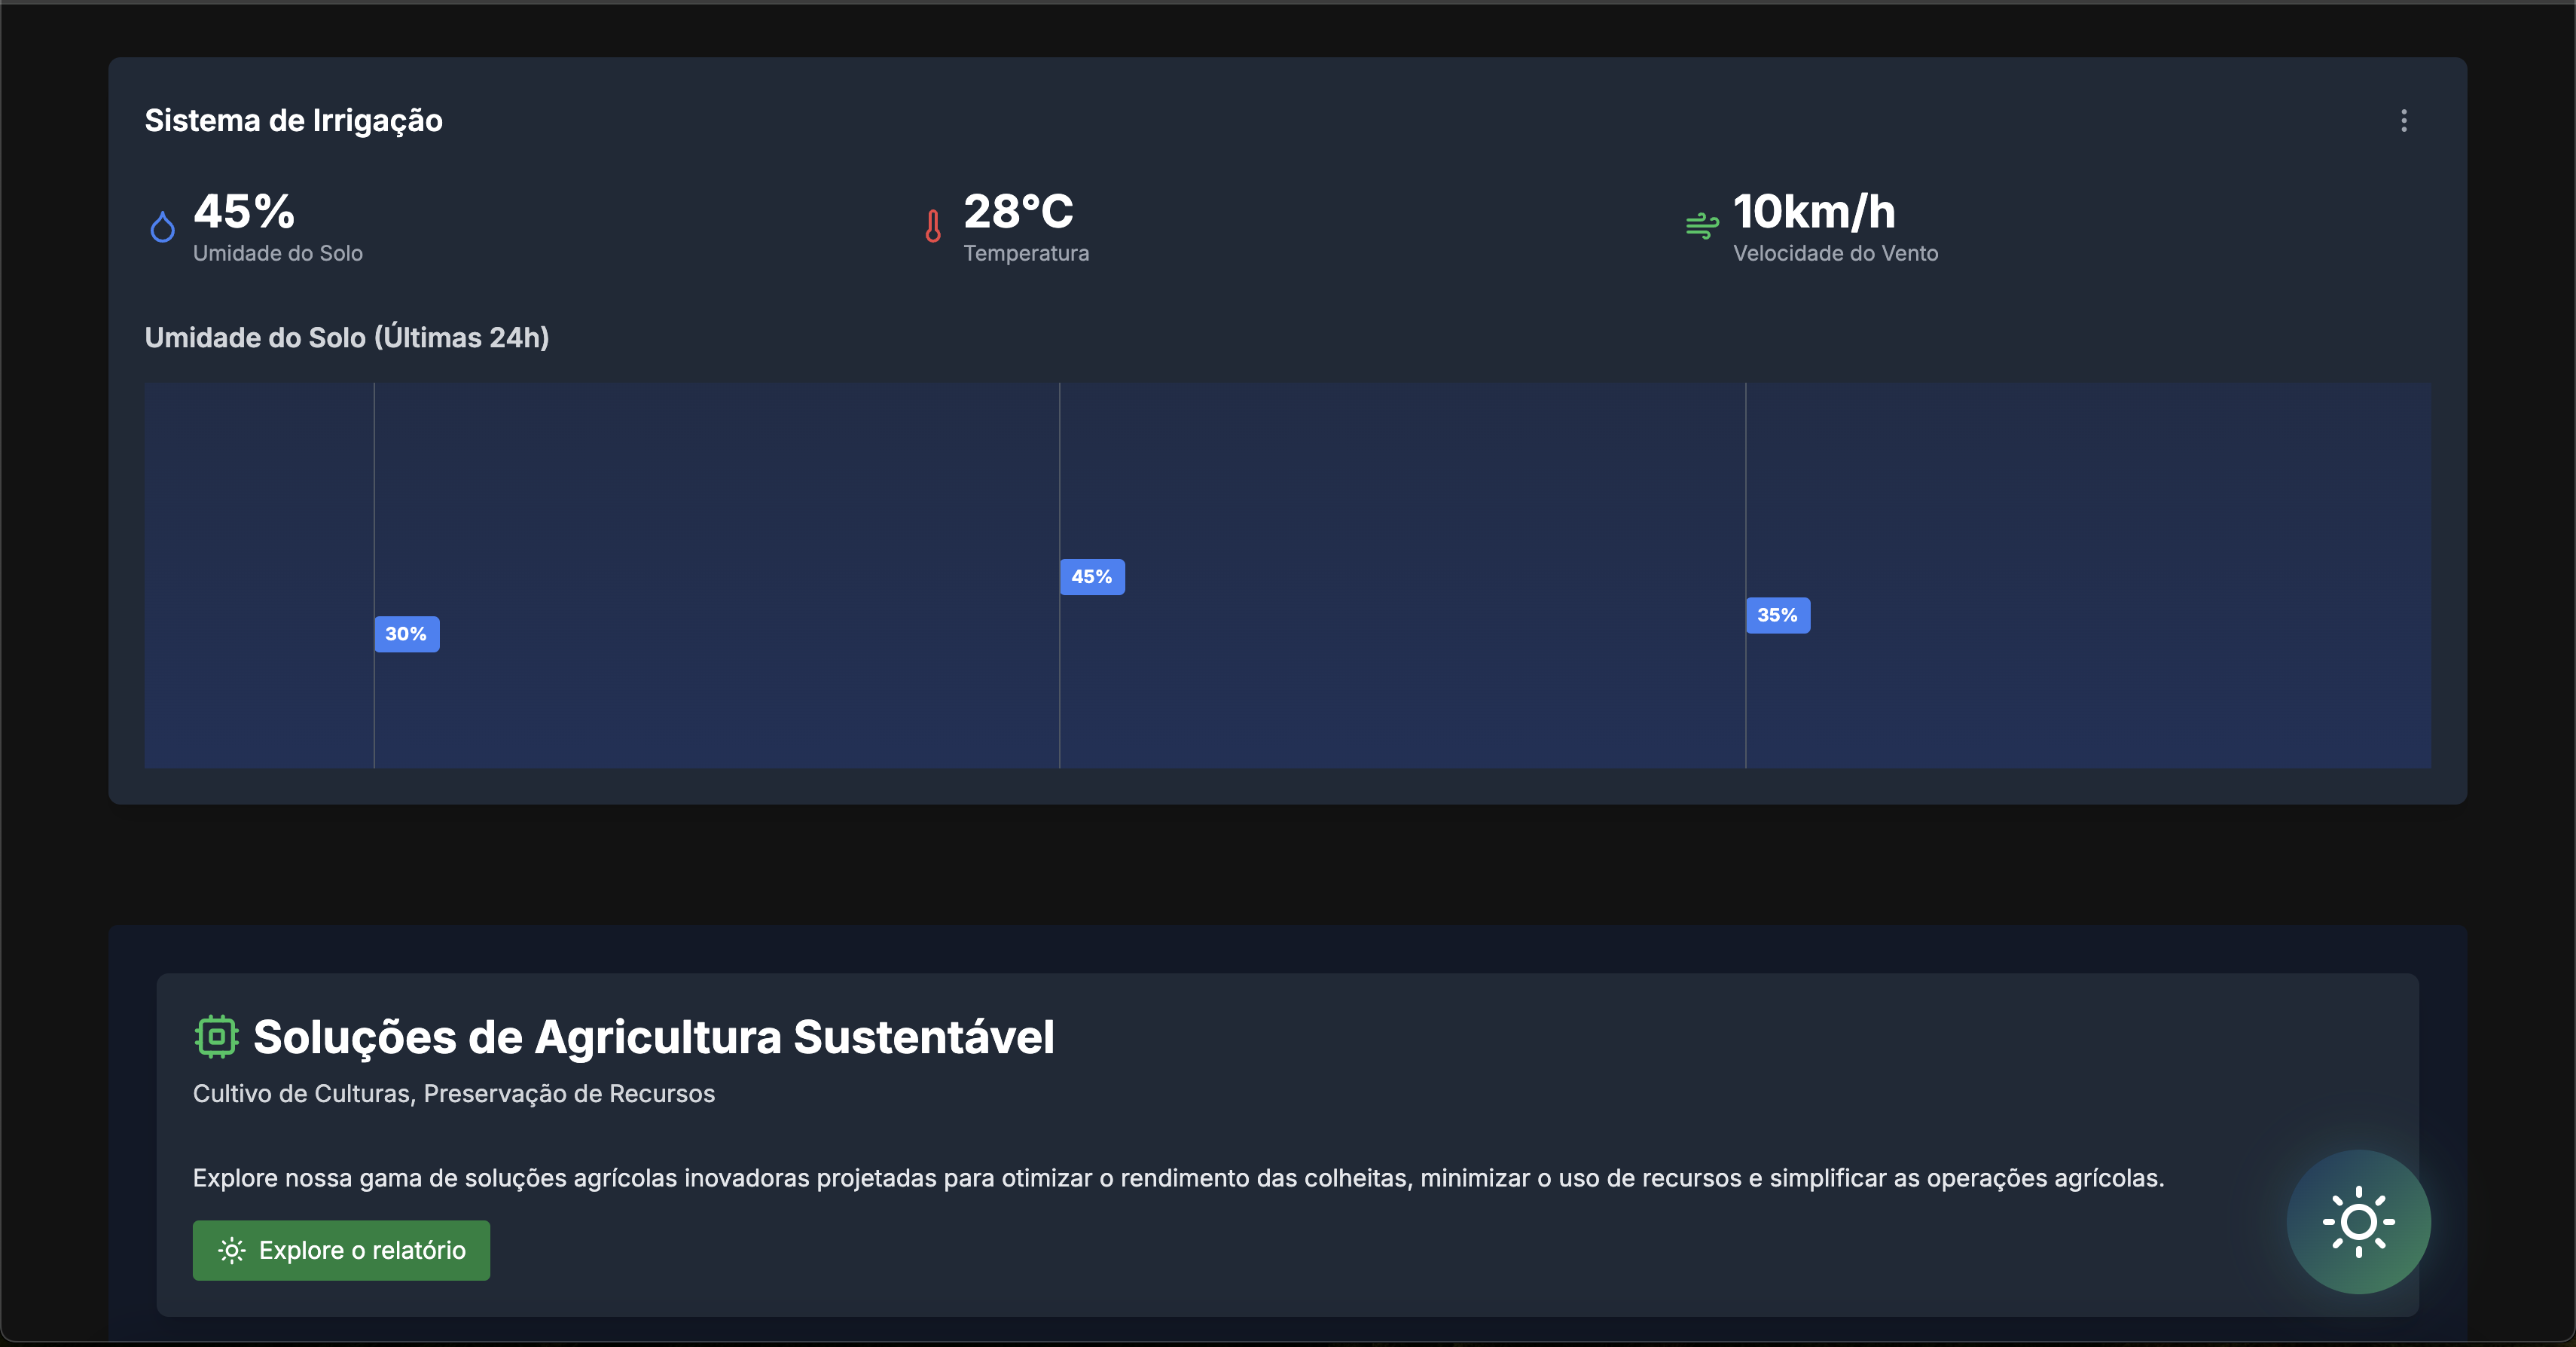 Sistema de Irrigação
45%
Umidade do Solo
28°C
Temperatura
10km/h
Velocidade do Vento
Umidade do Solo (Últimas 24h)
30%
45%
35%
Soluções de Agricultura Sustentável
Cultivo de Culturas, Preservação de Recursos
Explore nossa gama de soluções agrícolas inovadoras projetadas para otimizar o rendimento das colheitas, minimizar o uso de recursos e simplificar as operações agrícolas.
Explore o relatório